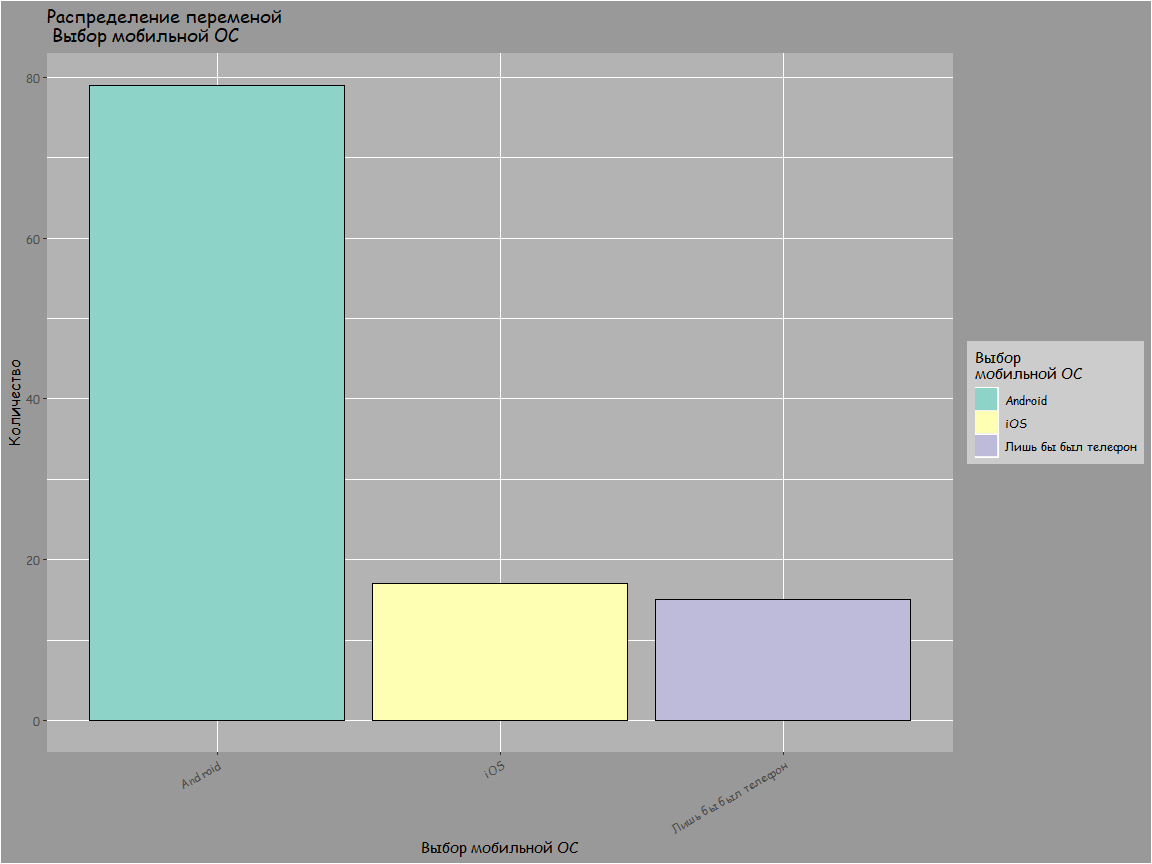 Распределение переменой
Выбор мобильной ОС
80
60
40
20
0
Количество
Android
iOS
Лишь бы был телефон
Выбор мобильной ОС
Выбор
мобильной ОС
Android
iOS
Лишь бы был телефон